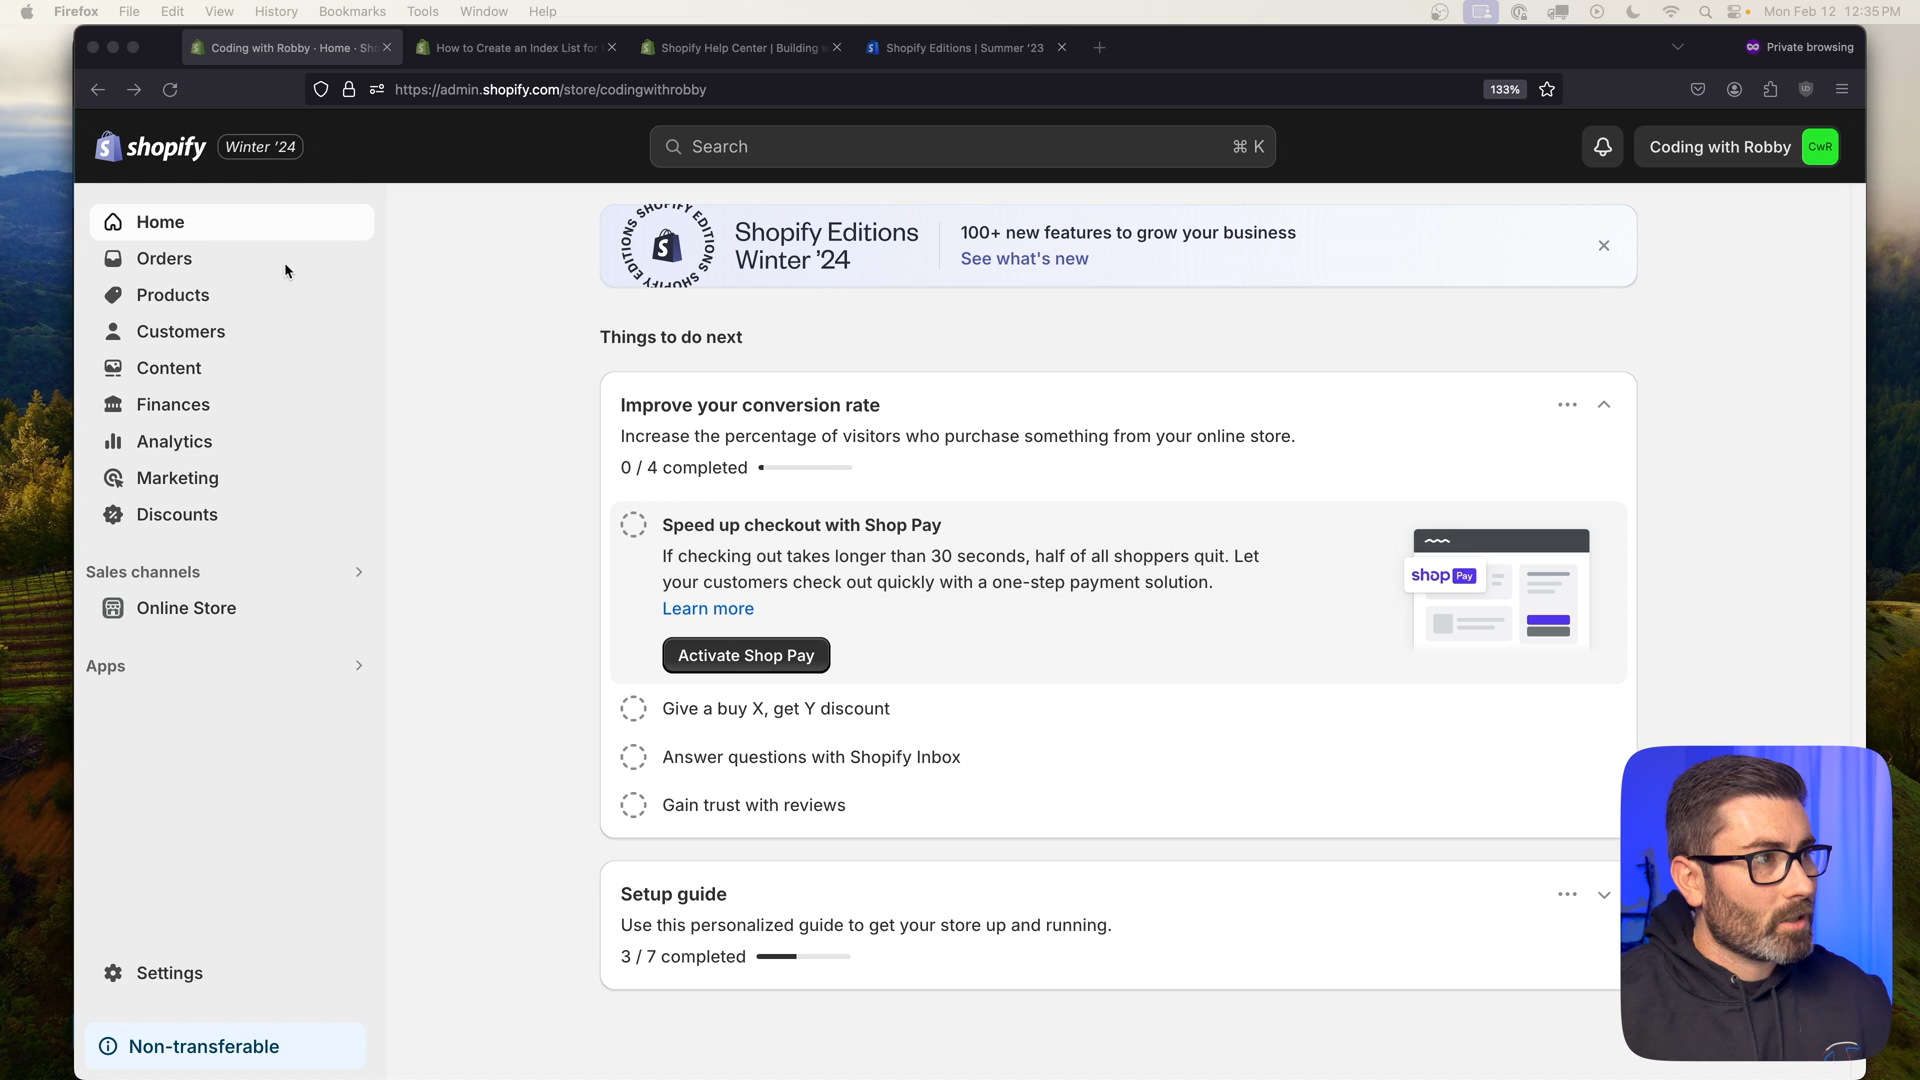 Firefox File Edit View History Bookmarks Tools Window Help Mon Feb 12 12:35 PM
Coding with Robby · Home · Sho How to Create an Index List for Shopify Help Center | Building w Shopify Editions | Summer '23 Private browsing
https://admin.shopify.com/store/codingwithrobby 133%
shopify Winter '24 Search ⌘ K Coding with Robby CwR
Home
Orders
Products
Customers
Content
Finances
Analytics
Marketing
Discounts
Sales channels
Online Store
Apps
Settings
Non-transferable
SHOPIFY EDITIONS SHOPIFY EDITIONS
Shopify Editions
Winter '24
100+ new features to grow your business
See what's new
Things to do next
Improve your conversion rate
Increase the percentage of visitors who purchase something from your online store.
0 / 4 completed
Speed up checkout with Shop Pay
If checking out takes longer than 30 seconds, half of all shoppers quit. Let
your customers check out quickly with a one-step payment solution.
Learn more
Activate Shop Pay
shop Pay
Give a buy X, get Y discount
Answer questions with Shopify Inbox
Gain trust with reviews
Setup guide
Use this personalized guide to get your store up and running.
3 / 7 completed